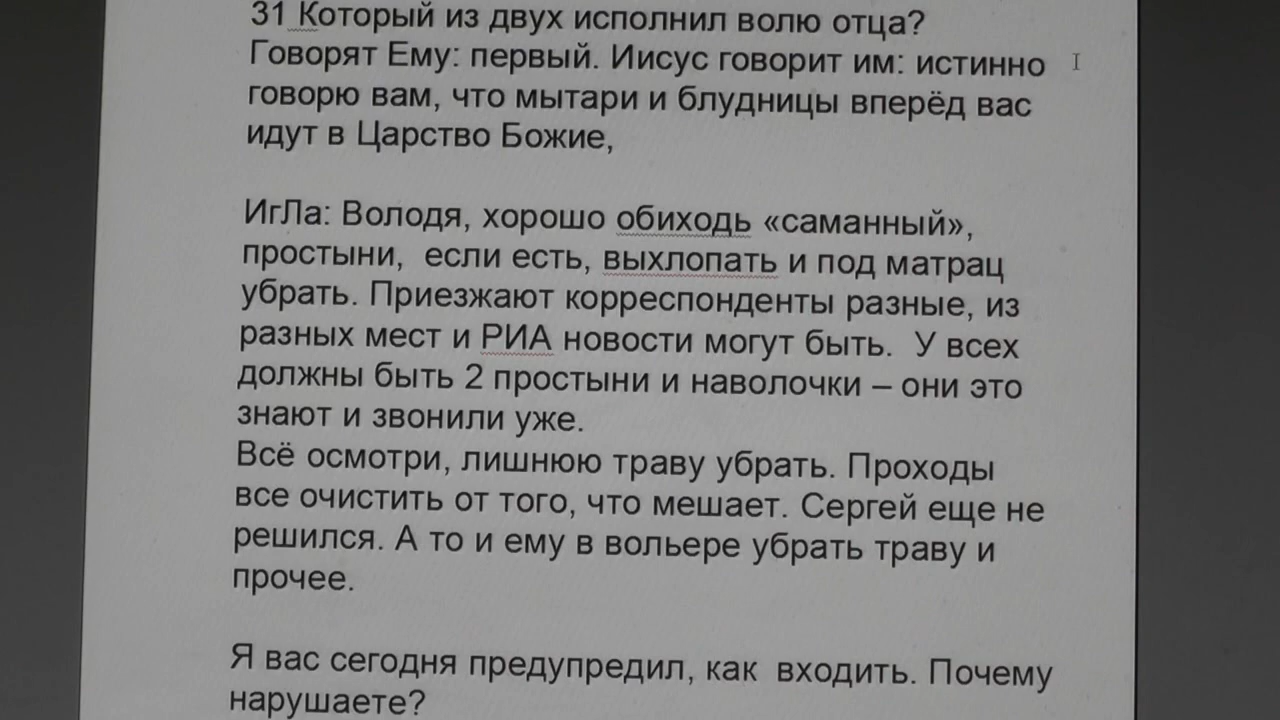 31 Который из двух исполнил волю отца?
Говорят Ему: первый. Иисус говорит им: истинно
говорю вам, что мытари и блудницы вперёд вас
идут в Царство Божие,
ИгЛа: Володя, хорошо обиходь «саманный»,
простыни,  если есть, выхлопать и под матрац
убрать. Приезжают корреспонденты разные, из
разных мест и РИА новости могут быть.  У всех
должны быть 2 простыни и наволочки – они это
знают и звонили уже.
Всё осмотри, лишнюю траву убрать. Проходы
все очистить от того, что мешает. Сергей еще не
решился. А то и ему в вольере убрать траву и
прочее.
Я вас сегодня предупредил, как  входить. Почему
нарушаете?